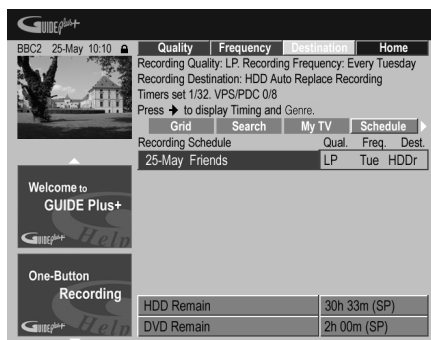 GUIDE Plus+
BBC2 25-May 10:10
Quality Frequency Destination Home
Recording Quality: LP. Recording Frequency: Every Tuesday
Recording Destination: HDD Auto Replace Recording
Timers set 1/32. VPS/PDC 0/8
Press → to display Timing and Genre.
Grid Search My TV Schedule
Recording Schedule Qual. Freq. Dest.
25-May Friends LP Tue HDDr
Welcome to
GUIDE Plus+
GUIDE Plus+ Help
One-Button
Recording
GUIDE Plus+ Help
HDD Remain 30h 33m (SP)
DVD Remain 2h 00m (SP)